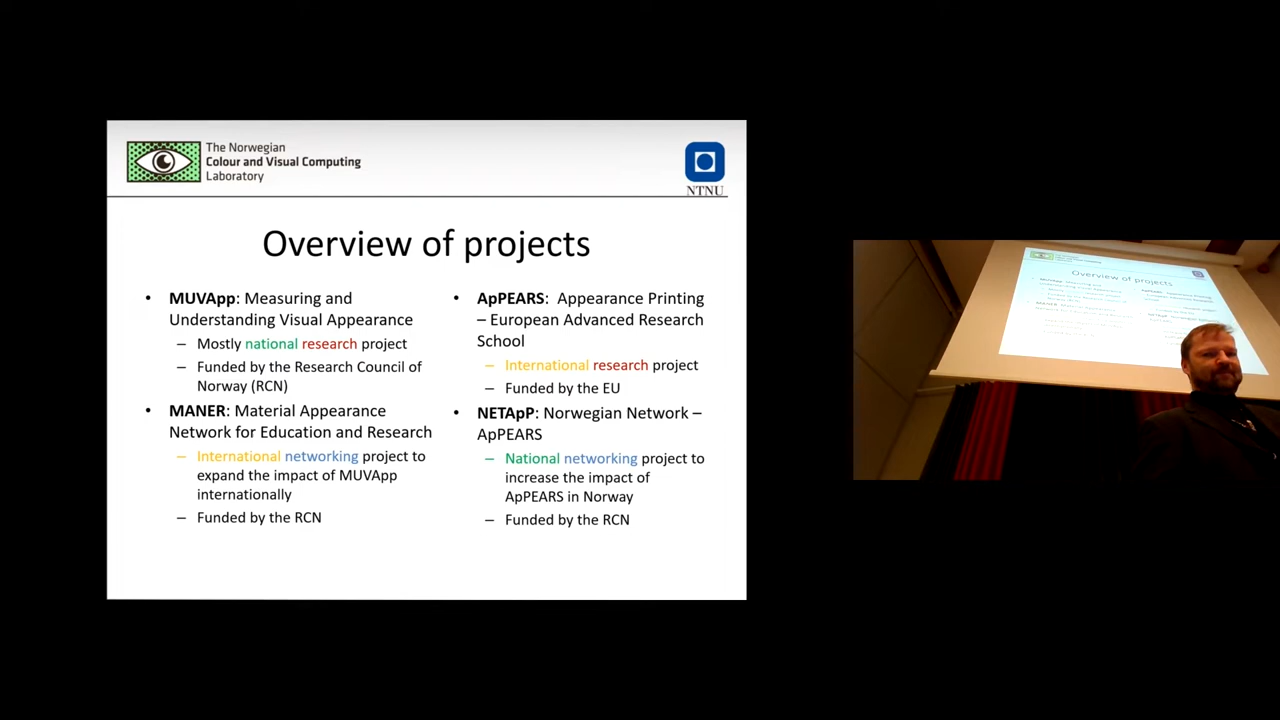 The Norwegian
Colour and Visual Computing
Laboratory
NTNU
Overview of projects
• MUVApp: Measuring and
Understanding Visual Appearance
– Mostly national research project
– Funded by the Research Council of
Norway (RCN)
• MANER: Material Appearance
Network for Education and Research
– International networking project to
expand the impact of MUVApp
internationally
– Funded by the RCN
• ApPEARS: Appearance Printing
– European Advanced Research
School
– International research project
– Funded by the EU
• NETApP: Norwegian Network –
ApPEARS
– National networking project to
increase the impact of
ApPEARS in Norway
– Funded by the RCN
Overview of projects